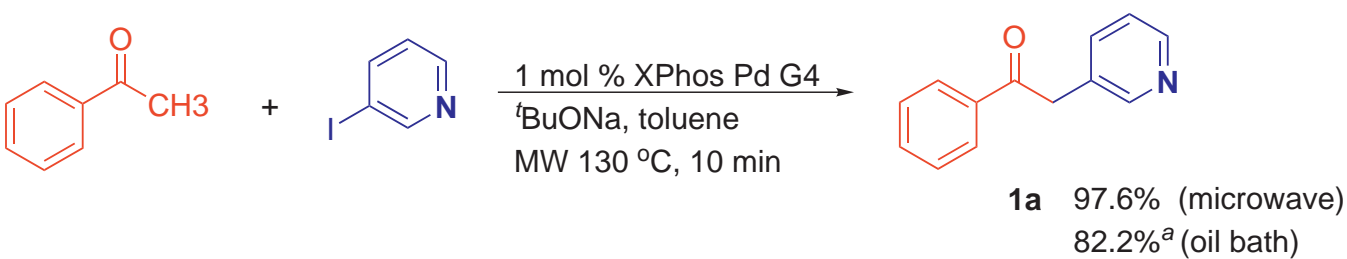 O
CH3
+
I
N
1 mol % XPhos Pd G4
ᵗBuONa, toluene
MW 130 ºC, 10 min
O
N
1a 97.6% (microwave)
82.2%ᵃ (oil bath)